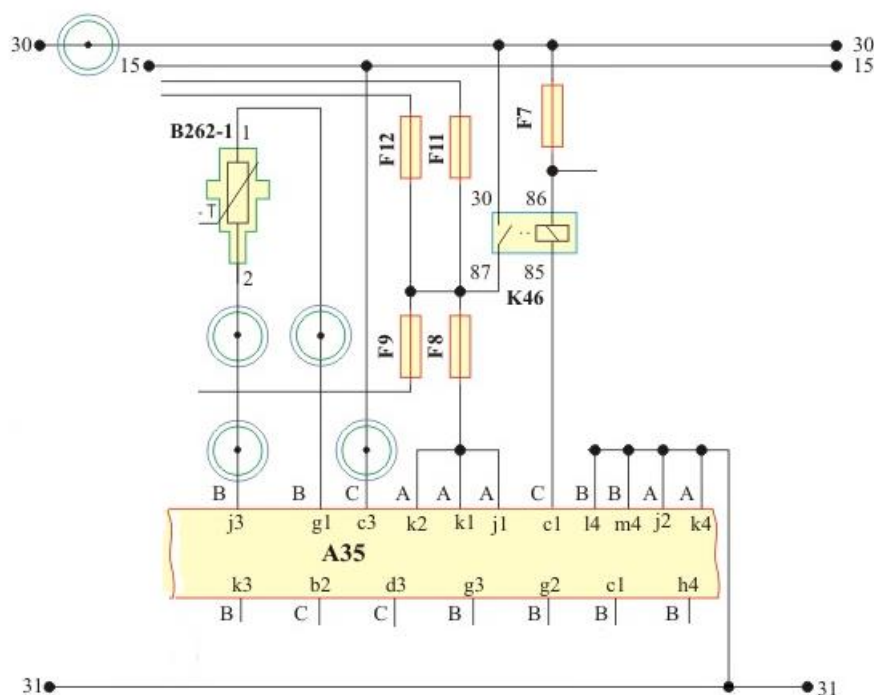 30 30
15 15
B262-1 1
F12 F11 F7
- T
30 86
2 87 85
K46
F9 F8
B B C A A A C B B A A
j3 g1 c3 k2 k1 j1 c1 l4 m4 j2 k4
A35
k3 b2 d3 g3 g2 c1 h4
B C C B B B B
31 31